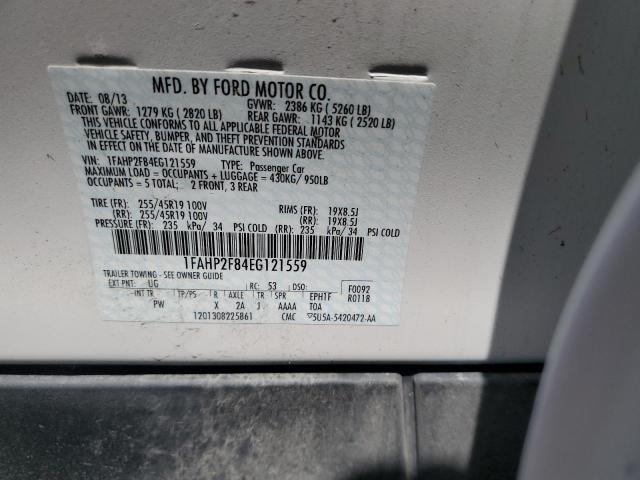 MFD. BY FORD MOTOR CO.
DATE: 08/13 GVWR: 2386 KG ( 5260 LB)
FRONT GAWR: 1279 KG ( 2820 LB) REAR GAWR: 1143 KG ( 2520 LB)
THIS VEHICLE CONFORMS TO ALL APPLICABLE FEDERAL MOTOR
VEHICLE SAFETY, BUMPER, AND THEFT PREVENTION STANDARDS
IN EFFECT ON THE DATE OF MANUFACTURE SHOWN ABOVE.
VIN: 1FAHP2F84EG121559 TYPE: Passenger Car
MAXIMUM LOAD = OCCUPANTS + LUGGAGE = 430KG/ 950LB
OCCUPANTS = 5 TOTAL; 2 FRONT, 3 REAR
TIRE (FR): 255/45R19 100V RIMS (FR): 19X8.5J
(RR): 255/45R19 100V (RR): 19X8.5J
PRESSURE (FR): 235 kPa/ 34 PSI COLD (RR): 235 kPa/ 34 PSI COLD
1FAHP2F84EG121559
TRAILER TOWING - SEE OWNER GUIDE
EXT PNT: UG RC: 53 DSO: F0092
R0118
INT TR TP/PS R AXLE TR SPR EPH1F
PW X 2A J AAAA TOA
1201308225861 CMC 5U5A-5420472-AA